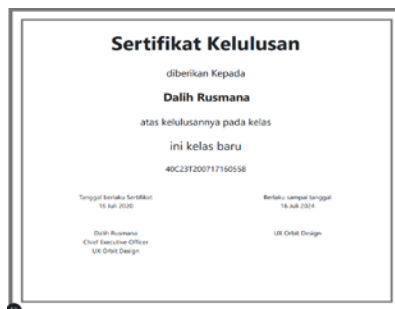 Sertifikat Kelulusan
diberikan Kepada
Dalih Rusmana
atas kelulusannya pada kelas
ini kelas baru
40C23T200717160558
Tanggal Berlaku Sertifikat
16 Juli 2020
Berlaku sampai tanggal
16 Juli 2024
Dalih Rusmana
Chief Executive Officer
UX Orbit Design
UX Orbit Design